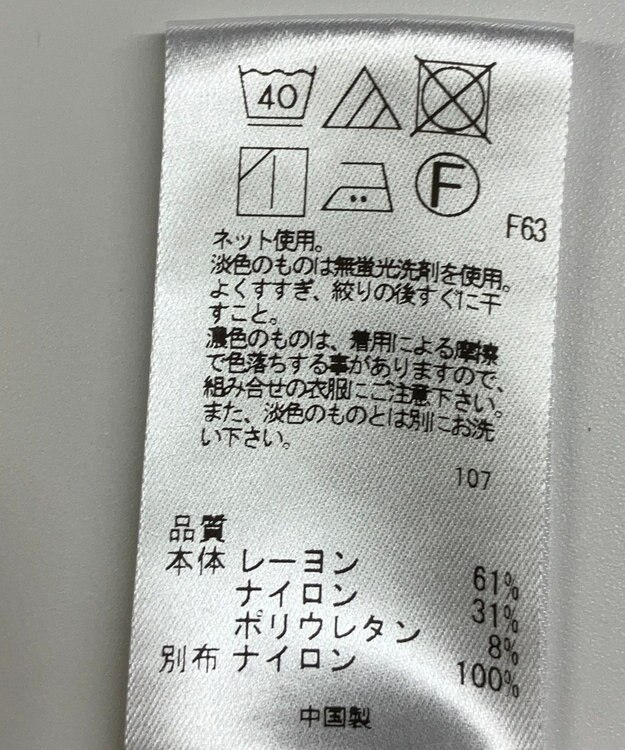 40
F
F63
ネット使用。
淡色のものは無蛍光洗剤を使用。
よくすすぎ、絞りの後すぐに干
すこと。
濃色のものは、着用による摩擦
で色落ちする事がありますので、
組み合せの衣服にご注意下さい。
また、淡色のものとは別にお洗
い下さい。
107
品質
本体 レーヨン 61%
ナイロン 31%
ポリウレタン 8%
別布 ナイロン 100%
中国製